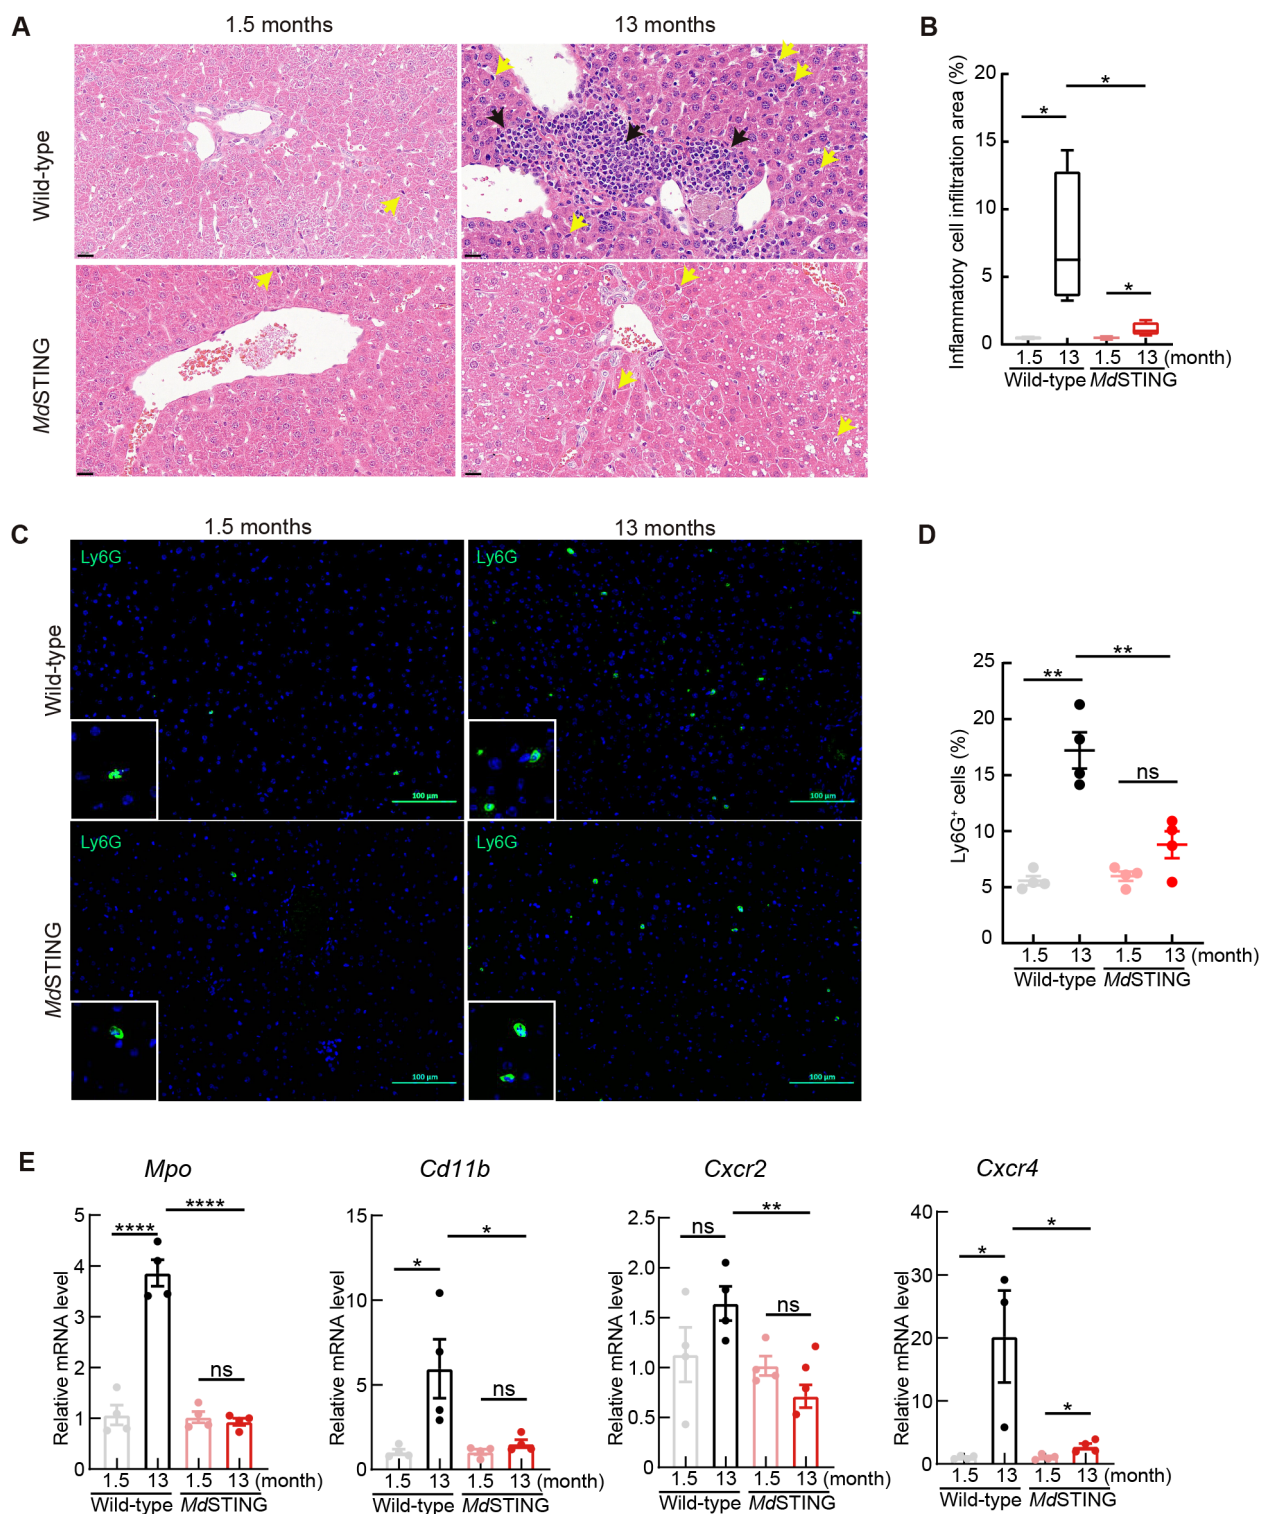 A
1.5 months
13 months
Wild-type
MdSTING
B
Inflammatory cell infiltration area (%)
20
15
10
5
0
*
*
*
1.5
13
1.5
13
(month)
Wild-type
MdSTING
C
1.5 months
13 months
Wild-type
MdSTING
Ly6G
100 µm
Ly6G
100 µm
Ly6G
100 µm
Ly6G
100 µm
D
Ly6G+ cells (%)
25
20
15
10
5
0
**
**
ns
1.5
13
1.5
13
(month)
Wild-type
MdSTING
E
Mpo
Relative mRNA level
5
4
3
2
1
0
****
****
ns
1.5
13
1.5
13
(month)
Wild-type
MdSTING
Cd11b
Relative mRNA level
15
10
5
0
*
*
ns
1.5
13
1.5
13
(month)
Wild-type
MdSTING
Cxcr2
Relative mRNA level
2.5
2.0
1.5
1.0
0.5
0
ns
**
ns
1.5
13
1.5
13
(month)
Wild-type
MdSTING
Cxcr4
Relative mRNA level
40
30
20
10
0
*
*
*
1.5
13
1.5
13
(month)
Wild-type
MdSTING